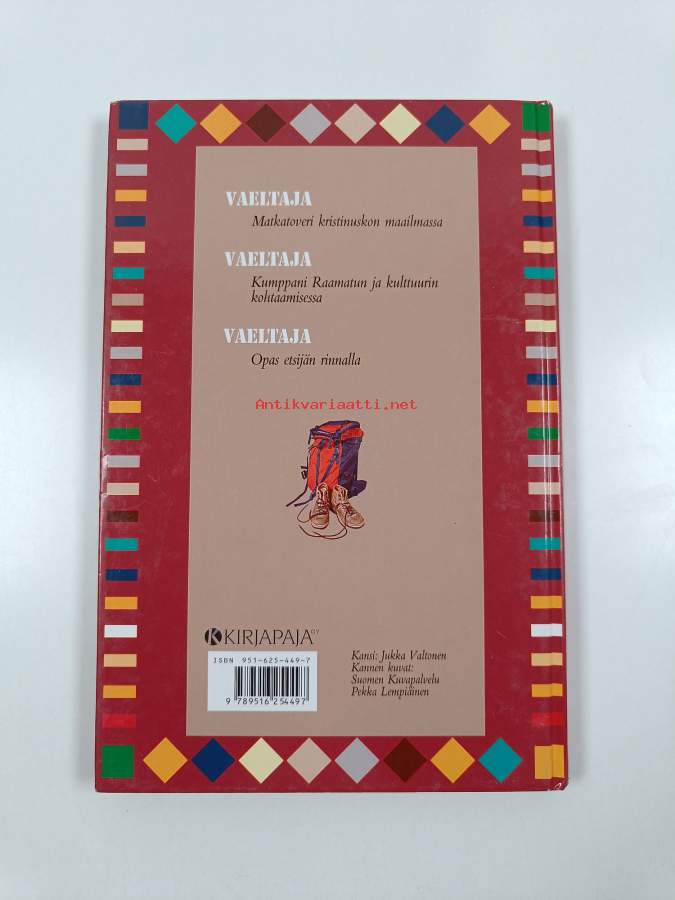 VAELTAJA
Matkatoveri kristinuskon maailmassa
VAELTAJA
Kumppani Raamatun ja kulttuurin
kohtaamisessa
VAELTAJA
Opas etsijän rinnalla
Antikvariaatti.net
KIRJAPAJA OY
ISBN 951-625-449-7
9 789516 254497
Kansi: Jukka Valtonen
Kannen kuvat:
Suomen Kuvapalvelu
Pekka Lempiäinen